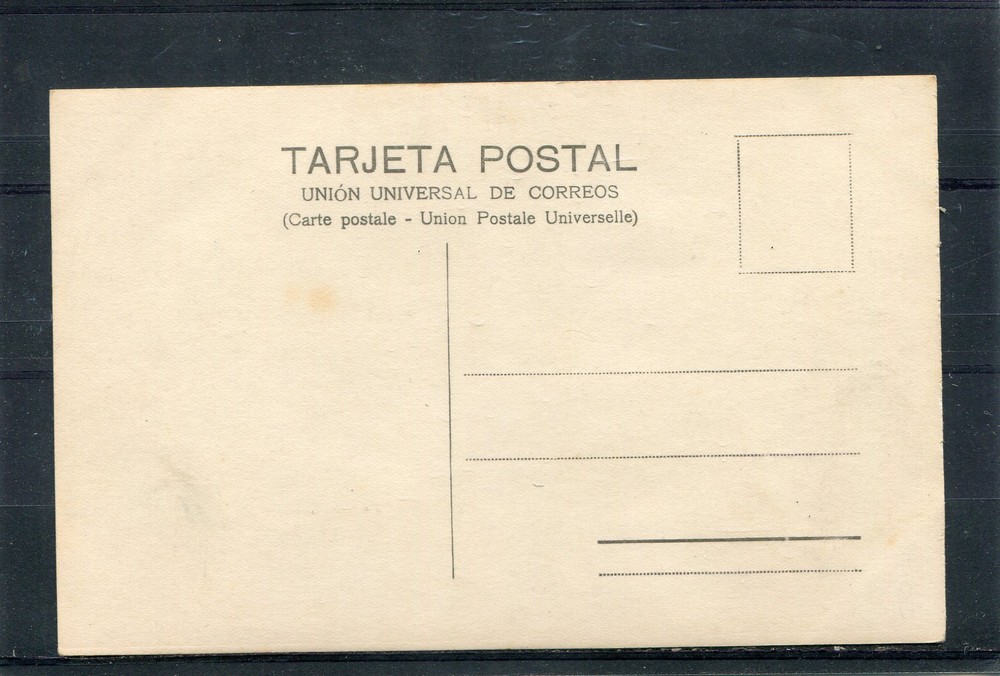 TARJETA POSTAL
UNIÓN UNIVERSAL DE CORREOS
(Carte postale - Union Postale Universelle)